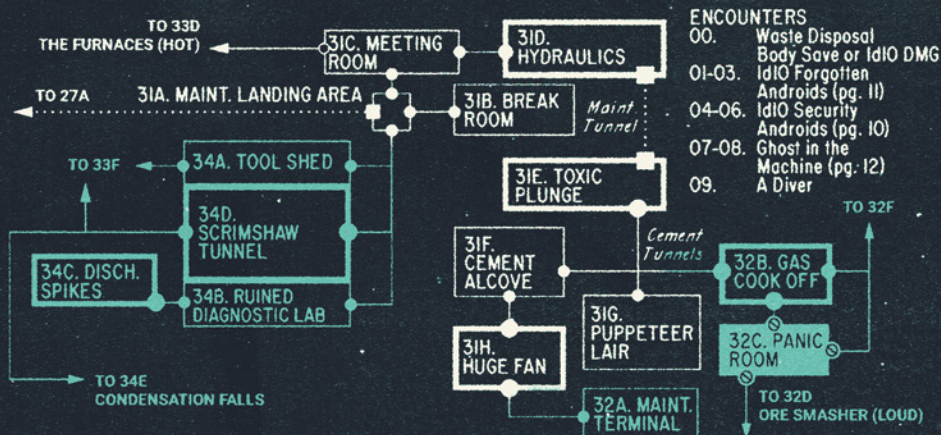 TO 33D
THE FURNACES (HOT)
31C. MEETING
ROOM
31D.
HYDRAULICS
ENCOUNTERS
00. Waste Disposal
Body Save or 1d10 DMG
01-03. 1d10 Forgotten
Androids (pg. 11)
04-06. 1d10 Security
Androids (pg. 10)
07-08. Ghost in the
Machine (pg. 12)
09. A Diver
TO 27A
31A. MAINT. LANDING AREA
31B. BREAK
ROOM
Maint.
Tunnel
TO 33F
34A. TOOL SHED
31E. TOXIC
PLUNGE
34D.
SCRIMSHAW
TUNNEL
TO 32F
34C. DISCH.
SPIKES
34B. RUINED
DIAGNOSTIC LAB
31F.
CEMENT
ALCOVE
Cement
Tunnels
32B. GAS
COOK OFF
31G.
PUPPETEER
LAIR
32C. PANIC
ROOM
31H.
HUGE FAN
TO 34E
CONDENSATION FALLS
32A. MAINT.
TERMINAL
TO 32D
ORE SMASHER (LOUD)